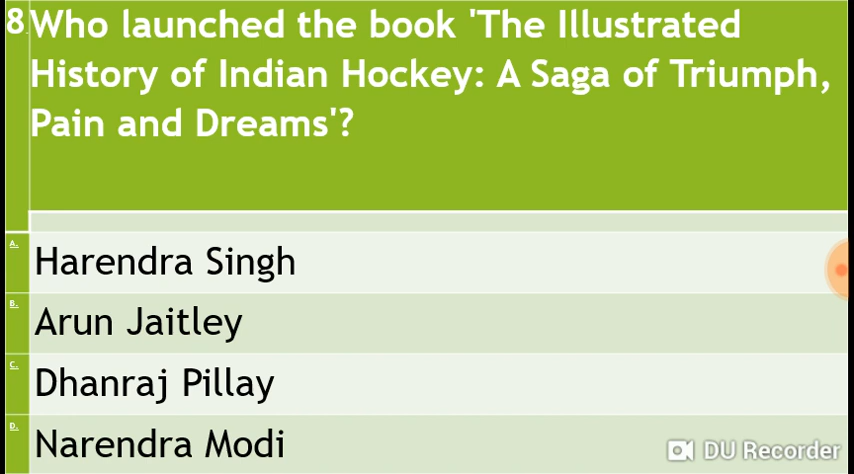 8 Who launched the book 'The Illustrated
History of Indian Hockey: A Saga of Triumph,
Pain and Dreams'?
A. Harendra Singh
B. Arun Jaitley
C. Dhanraj Pillay
D. Narendra Modi
DU Recorder